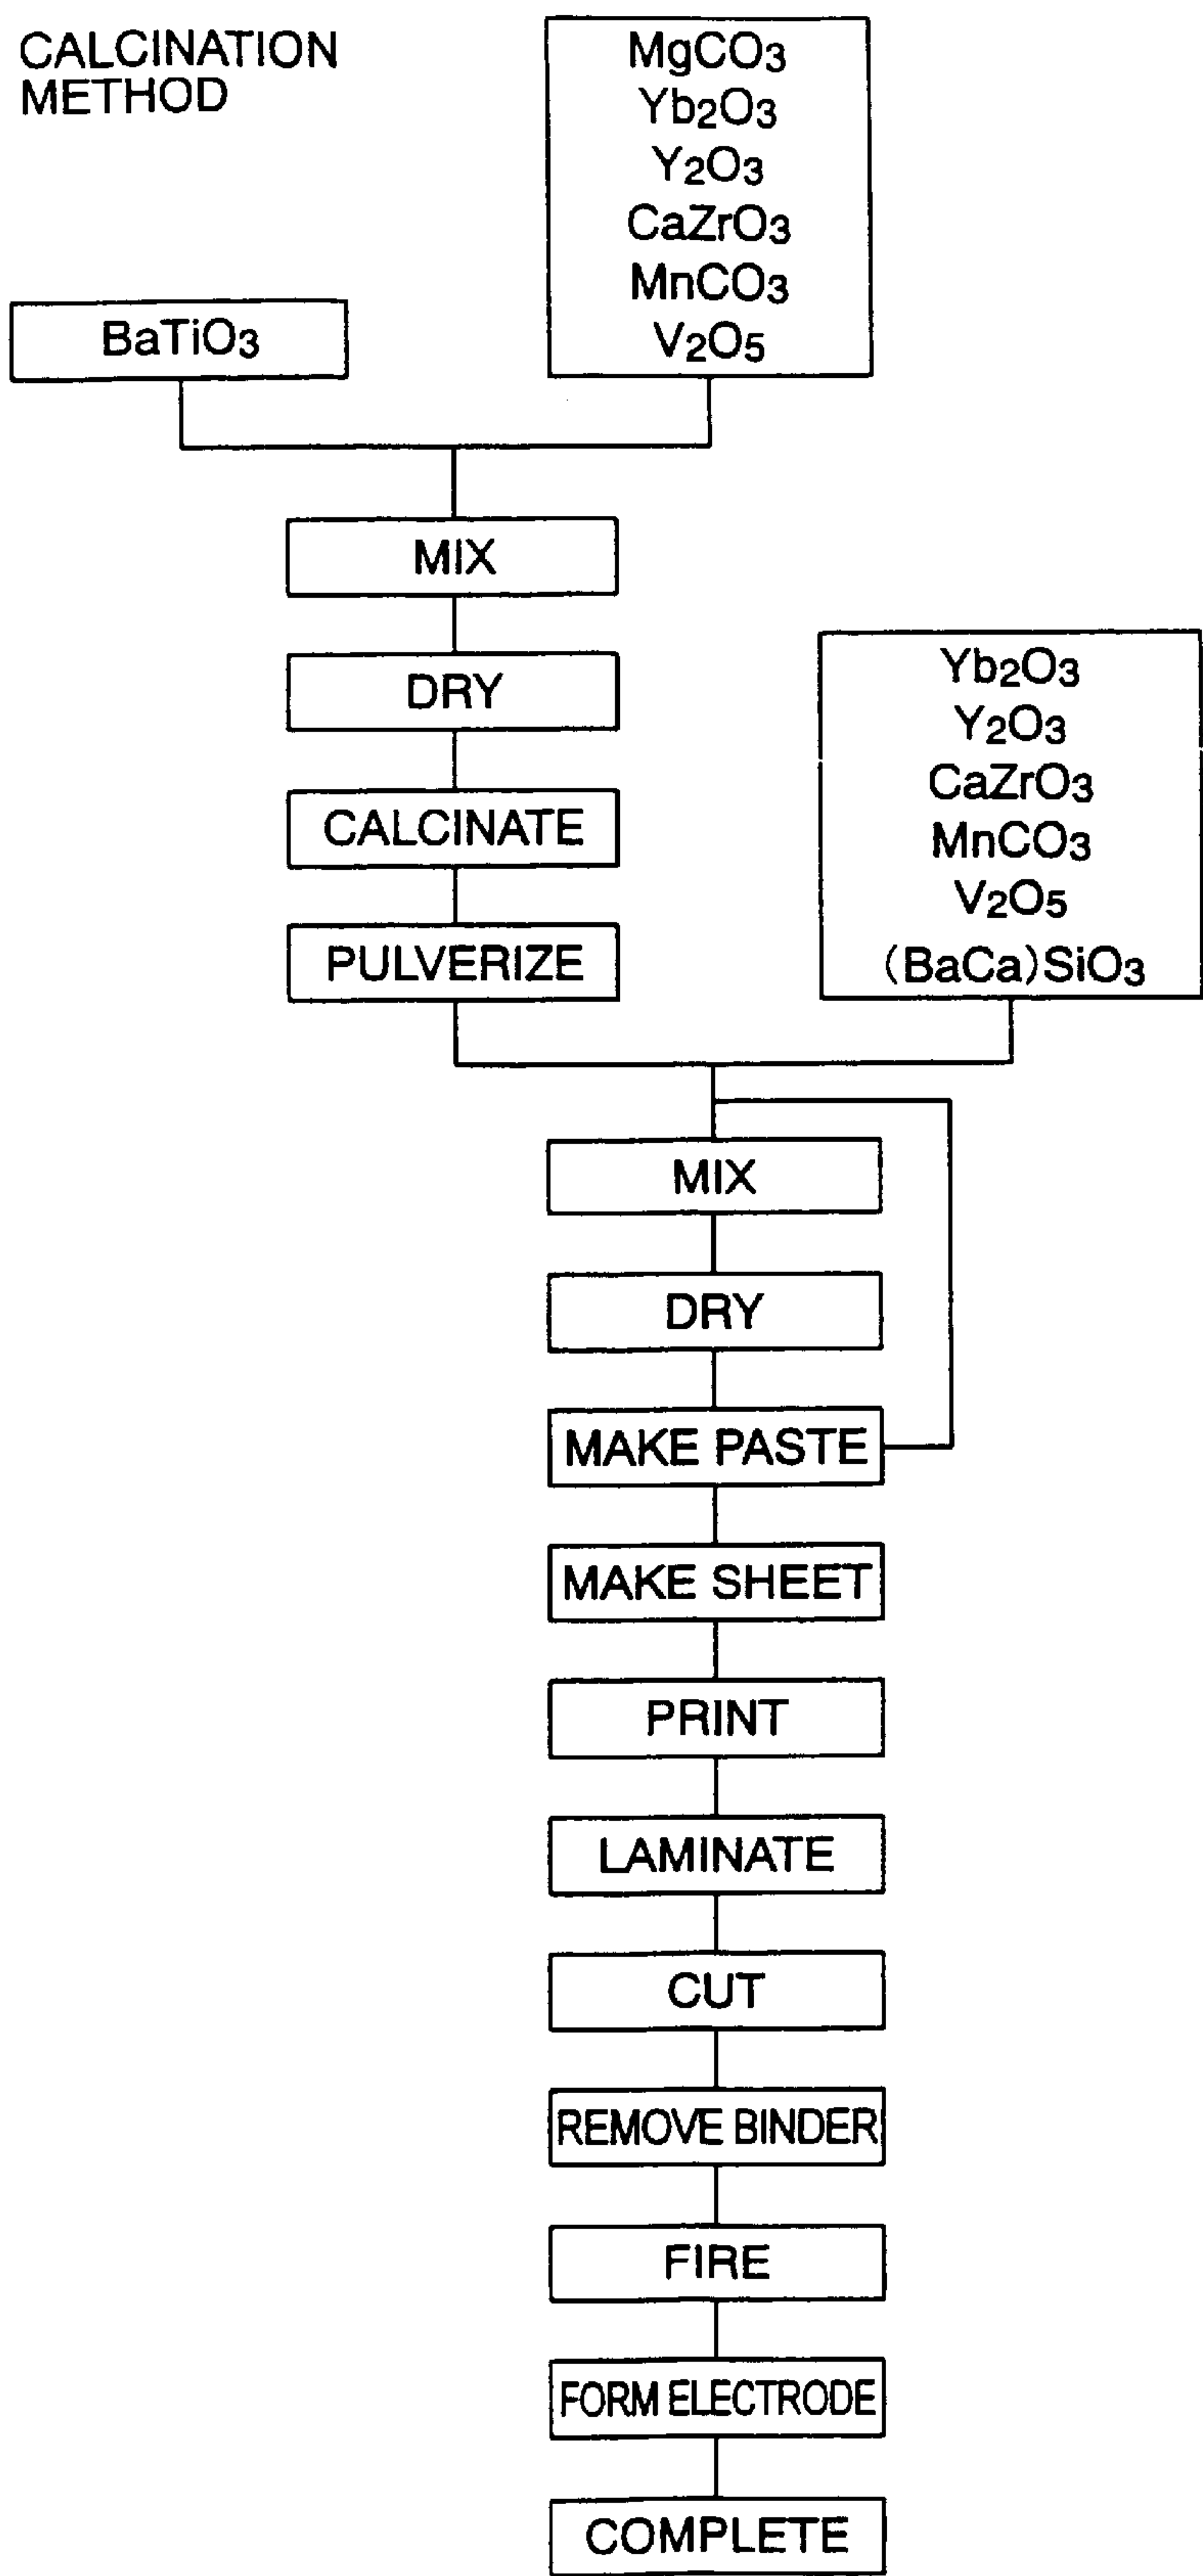 CALCINATION
METHOD
MgCO3
Yb2O3
Y2O3
CaZrO3
MnCO3
V2O5
BaTiO3
MIX
DRY
CALCINATE
PULVERIZE
Yb2O3
Y2O3
CaZrO3
MnCO3
V2O5
(BaCa)SiO3
MIX
DRY
MAKE PASTE
MAKE SHEET
PRINT
LAMINATE
CUT
REMOVE BINDER
FIRE
FORM ELECTRODE
COMPLETE